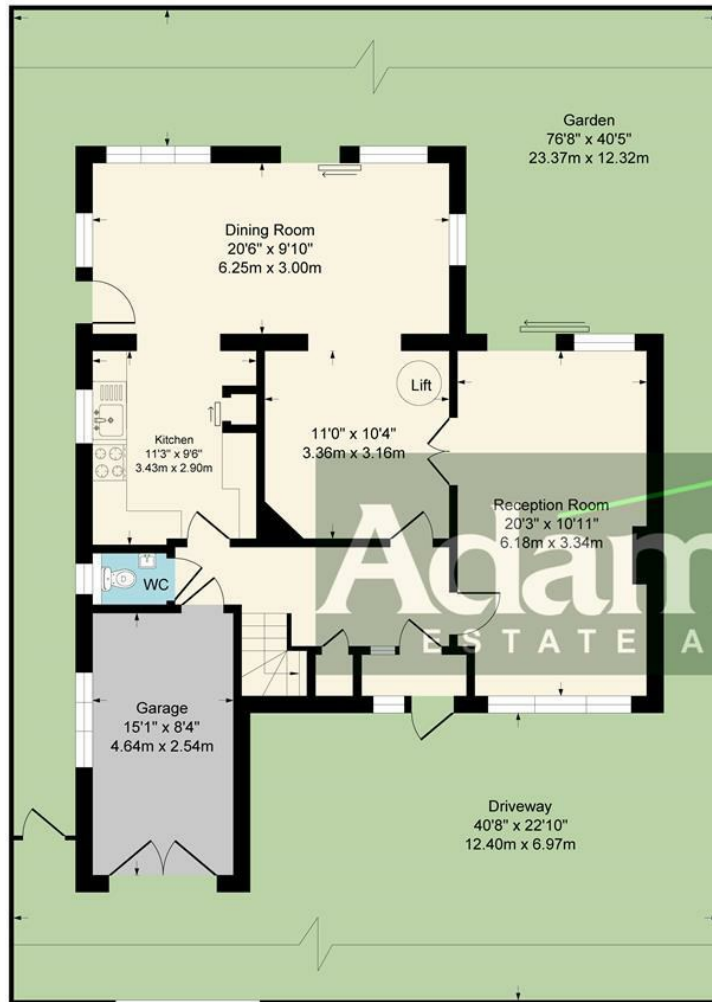 Garden
76'8" x 40'5"
23.37m x 12.32m
Dining Room
20'6" x 9'10"
6.25m x 3.00m
Lift
11'0" x 10'4"
3.36m x 3.16m
Kitchen
11'3" x 9'6"
3.43m x 2.90m
Reception Room
20'3" x 10'11"
6.18m x 3.34m
Adam
ESTATE A
WC
Garage
15'1" x 8'4"
4.64m x 2.54m
Driveway
40'8" x 22'10"
12.40m x 6.97m